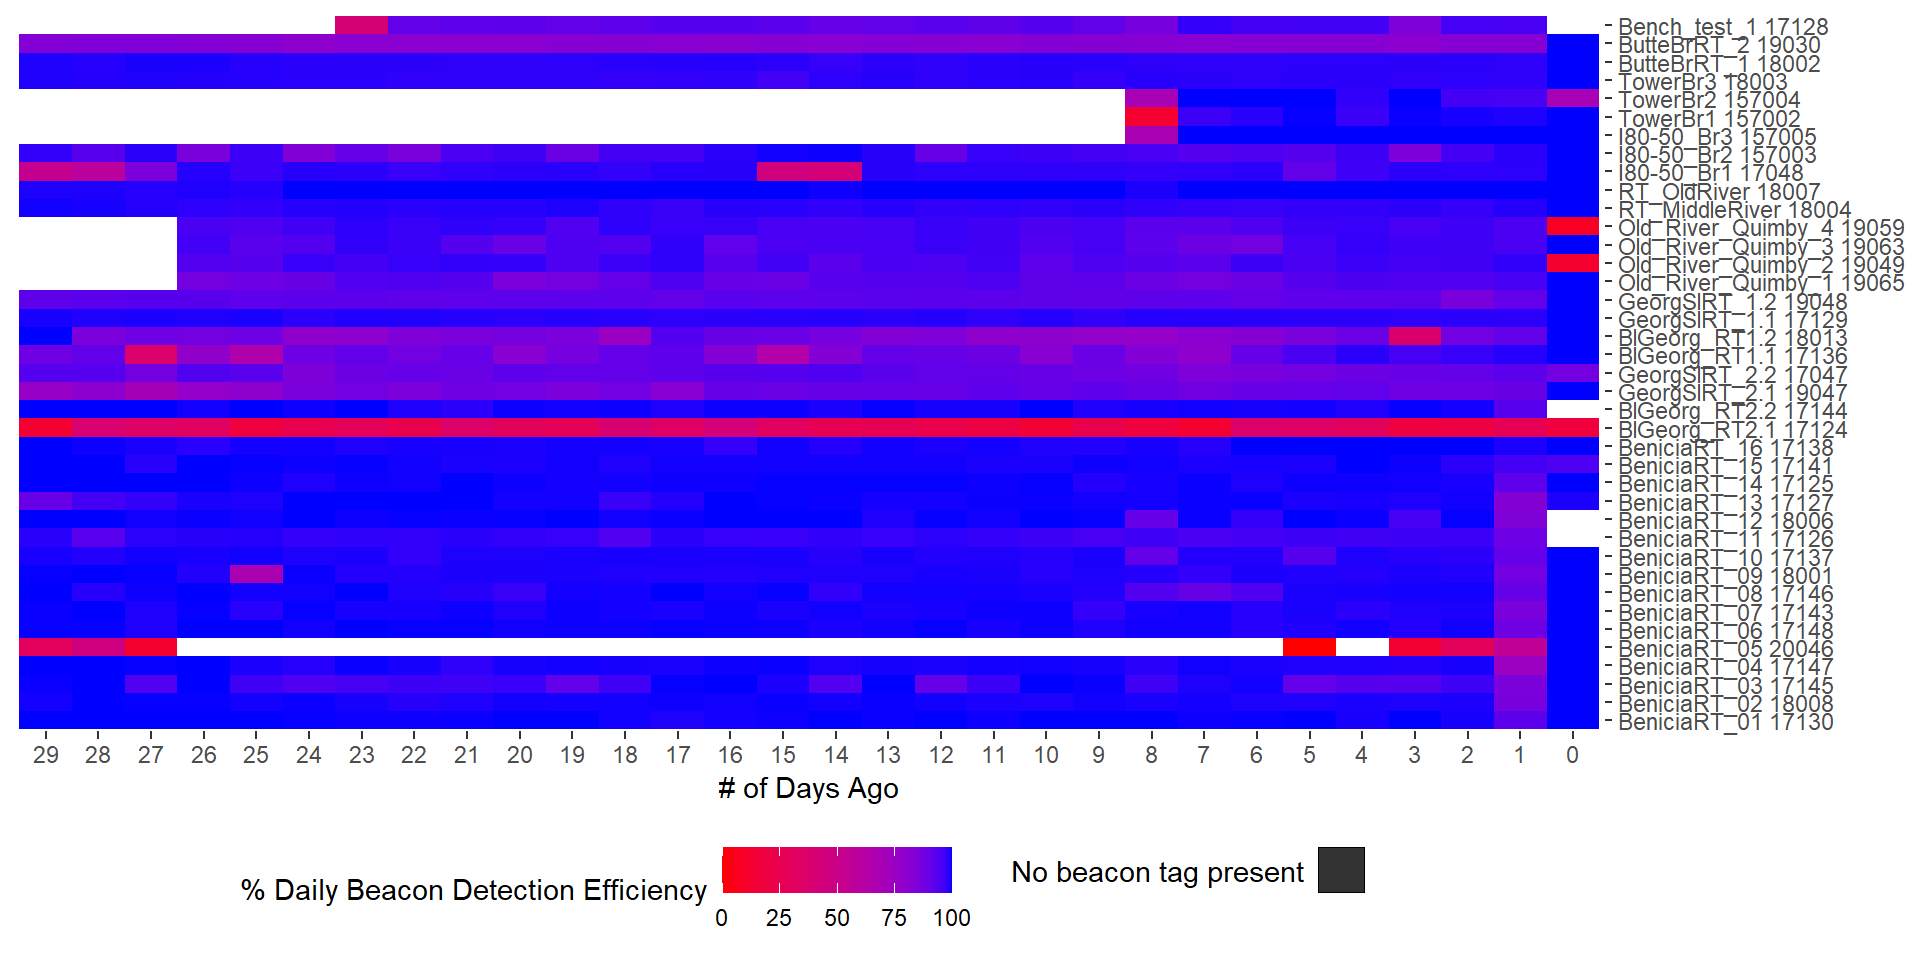 Bench_test_1 17128
ButteBrRT_2 19030
ButteBrRT_1 18002
TowerBr3 18003
TowerBr2 157004
TowerBr1 157002
I80-50_Br3 157005
I80-50_Br2 157003
I80-50_Br1 17048
RT_OldRiver 18007
RT_MiddleRiver 18004
Old_River_Quimby_4 19059
Old_River_Quimby_3 19063
Old_River_Quimby_2 19049
Old_River_Quimby_1 19065
GeorgSlRT_1.2 19048
GeorgSlRT_1.1 17129
BlGeorg_RT1.2 18013
BlGeorg_RT1.1 17136
GeorgSlRT_2.2 17047
GeorgSlRT_2.1 19047
BlGeorg_RT2.2 17144
BlGeorg_RT2.1 17124
BeniciaRT_16 17138
BeniciaRT_15 17141
BeniciaRT_14 17125
BeniciaRT_13 17127
BeniciaRT_12 18006
BeniciaRT_11 17126
BeniciaRT_10 17137
BeniciaRT_09 18001
BeniciaRT_08 17146
BeniciaRT_07 17143
BeniciaRT_06 17148
BeniciaRT_05 20046
BeniciaRT_04 17147
BeniciaRT_03 17145
BeniciaRT_02 18008
BeniciaRT_01 17130
29 28 27 26 25 24 23 22 21 20 19 18 17 16 15 14 13 12 11 10 9 8 7 6 5 4 3 2 1 0
# of Days Ago
% Daily Beacon Detection Efficiency
0 25 50 75 100
No beacon tag present